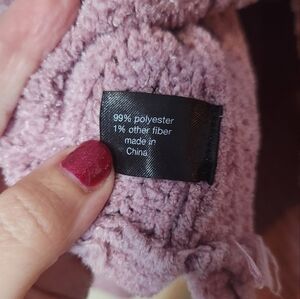 99% polyester
1% other fiber
made in
China